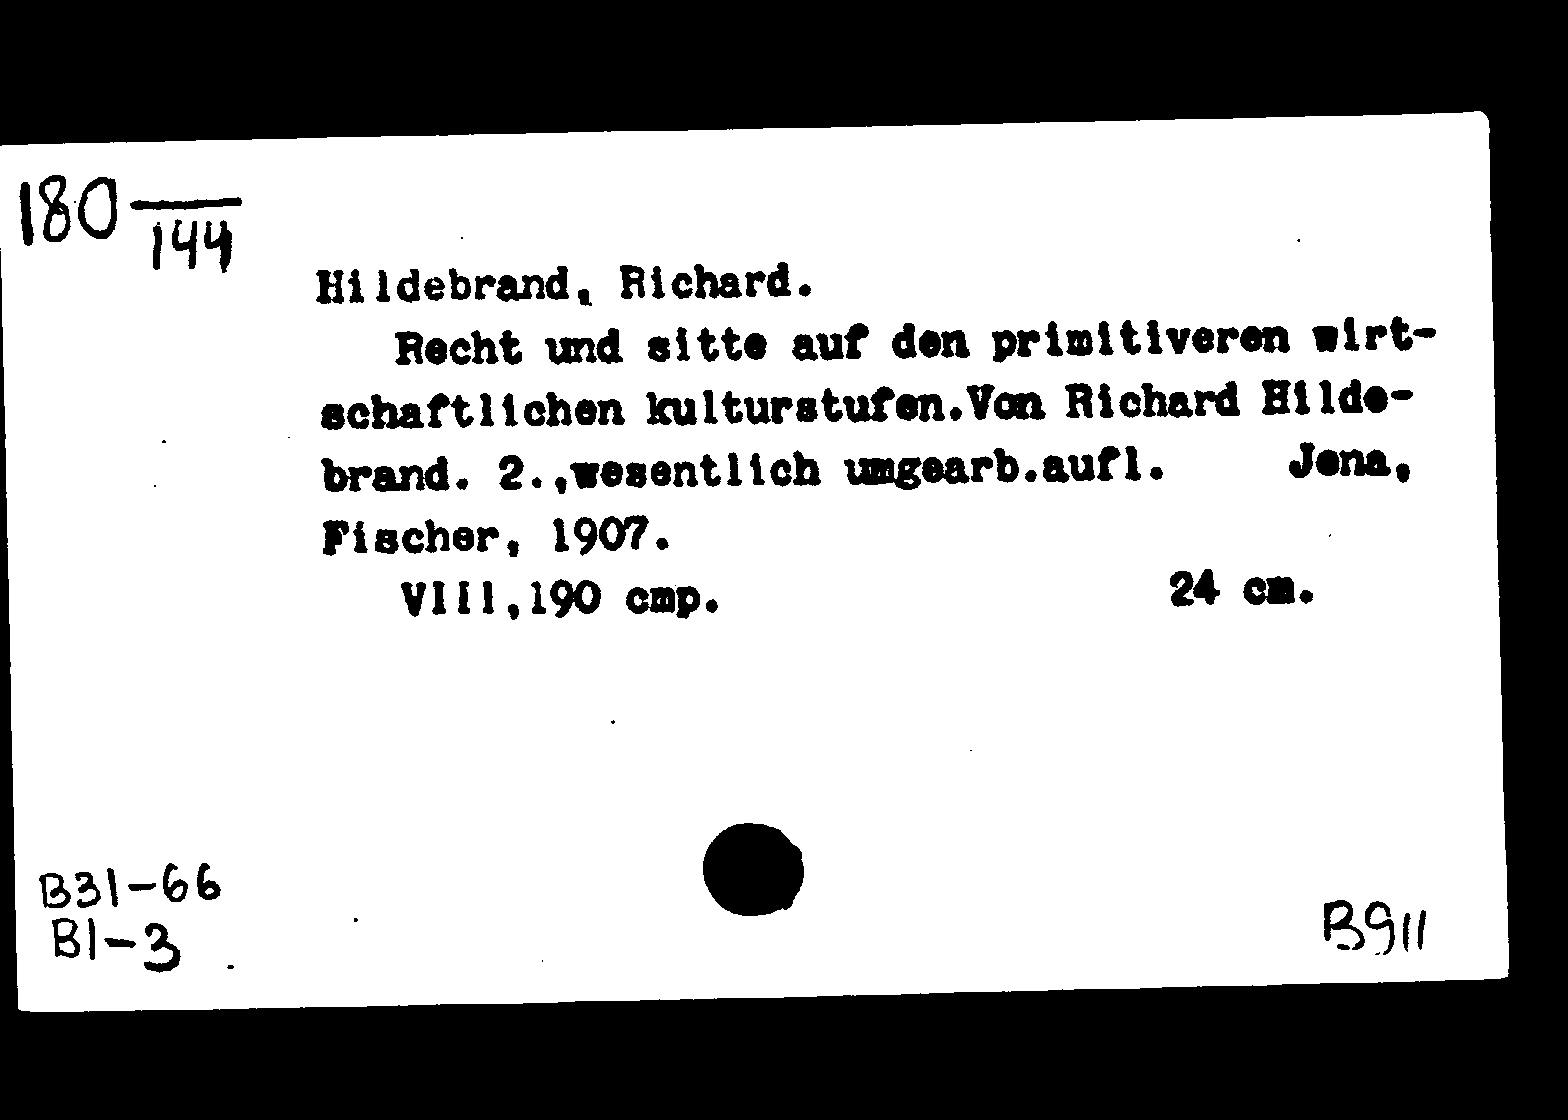 180 —
144
Hildebrand, Richard.
Recht und sitte auf den primitiveren wirt-
schaftlichen kulturstufen.Von Richard Hilde-
brand. 2.,wesentlich umgearb.aufl. Jena,
Fischer, 1907.
VIII,190 cmp. 24 cm.
B31-66
B1-3
B911